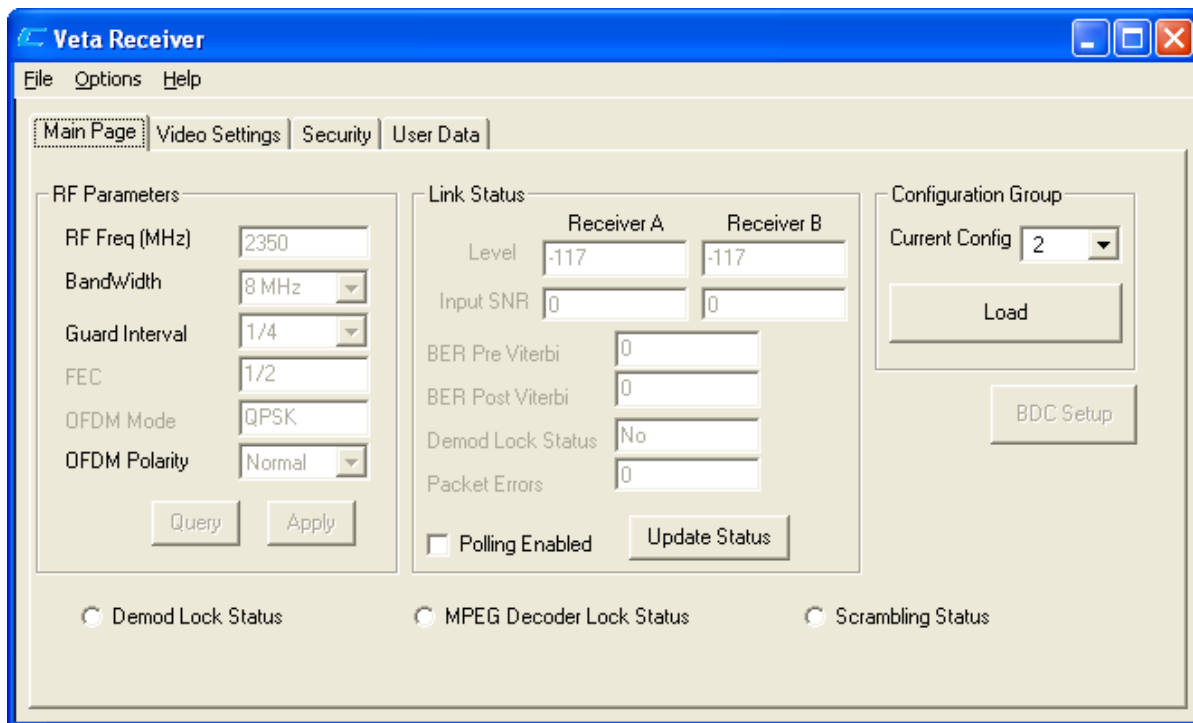 Veta Receiver
File Options Help
Main Page Video Settings Security User Data
RF Parameters
RF Freq (MHz) 2350
BandWidth 8 MHz
Guard Interval 1/4
FEC 1/2
OFDM Mode QPSK
OFDM Polarity Normal
Query Apply
Link Status
Receiver A Receiver B
Level -117 -117
Input SNR 0 0
BER Pre Viterbi 0
BER Post Viterbi 0
Demod Lock Status No
Packet Errors 0
Polling Enabled Update Status
Configuration Group
Current Config 2
Load
BDC Setup
Demod Lock Status MPEG Decoder Lock Status Scrambling Status